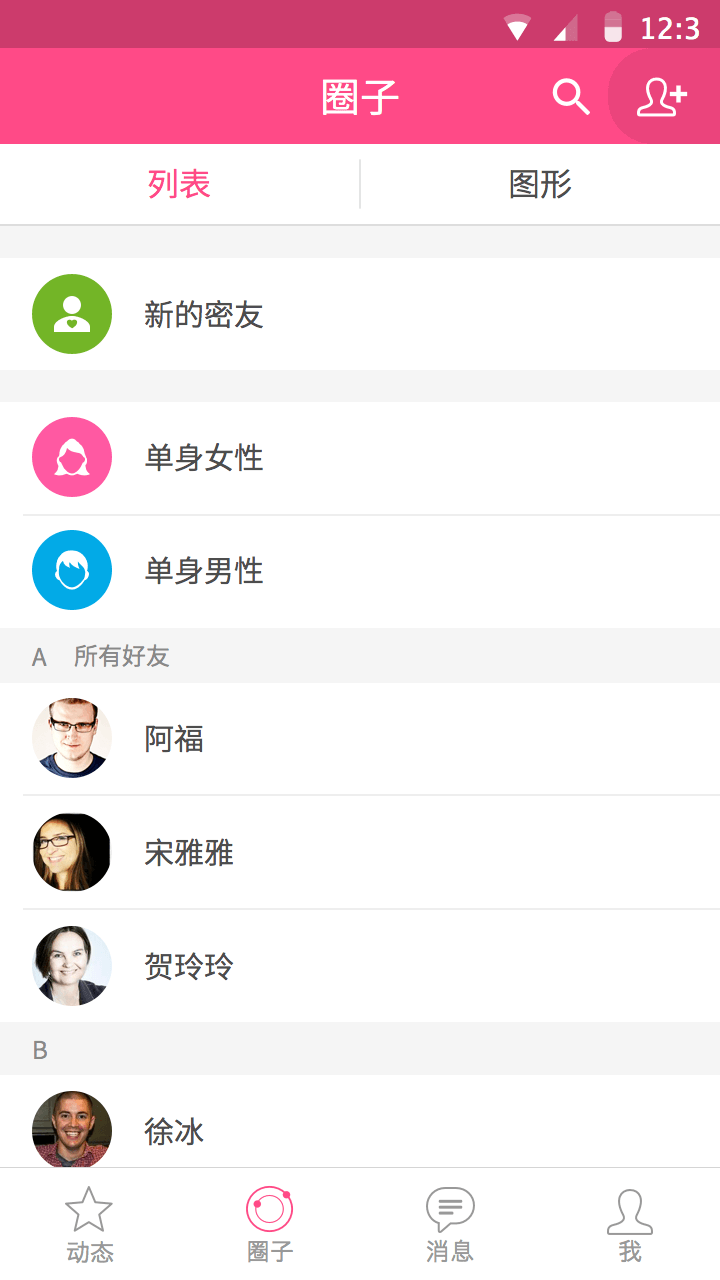 12:3
圈子
列表 图形
新的密友
单身女性
单身男性
A 所有好友
阿福
宋雅雅
贺玲玲
B
徐冰
动态 圈子 消息 我